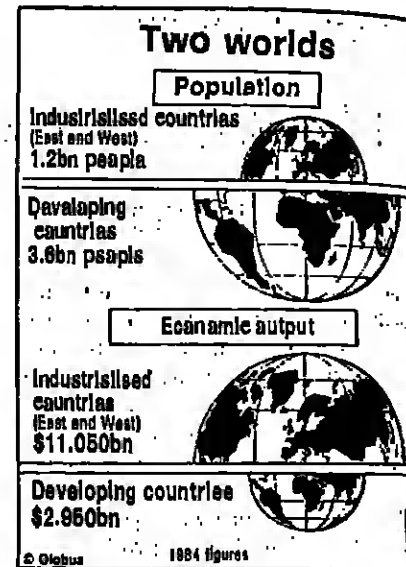 Two worlds
Population
Industrialised countries
(East and West)
1.2bn people
Developing
countries
3.6bn people
Economic output
Industrialised
countries
(East and West)
$11.050bn
Developing countries
$2.950bn
© Globus
1984 figures